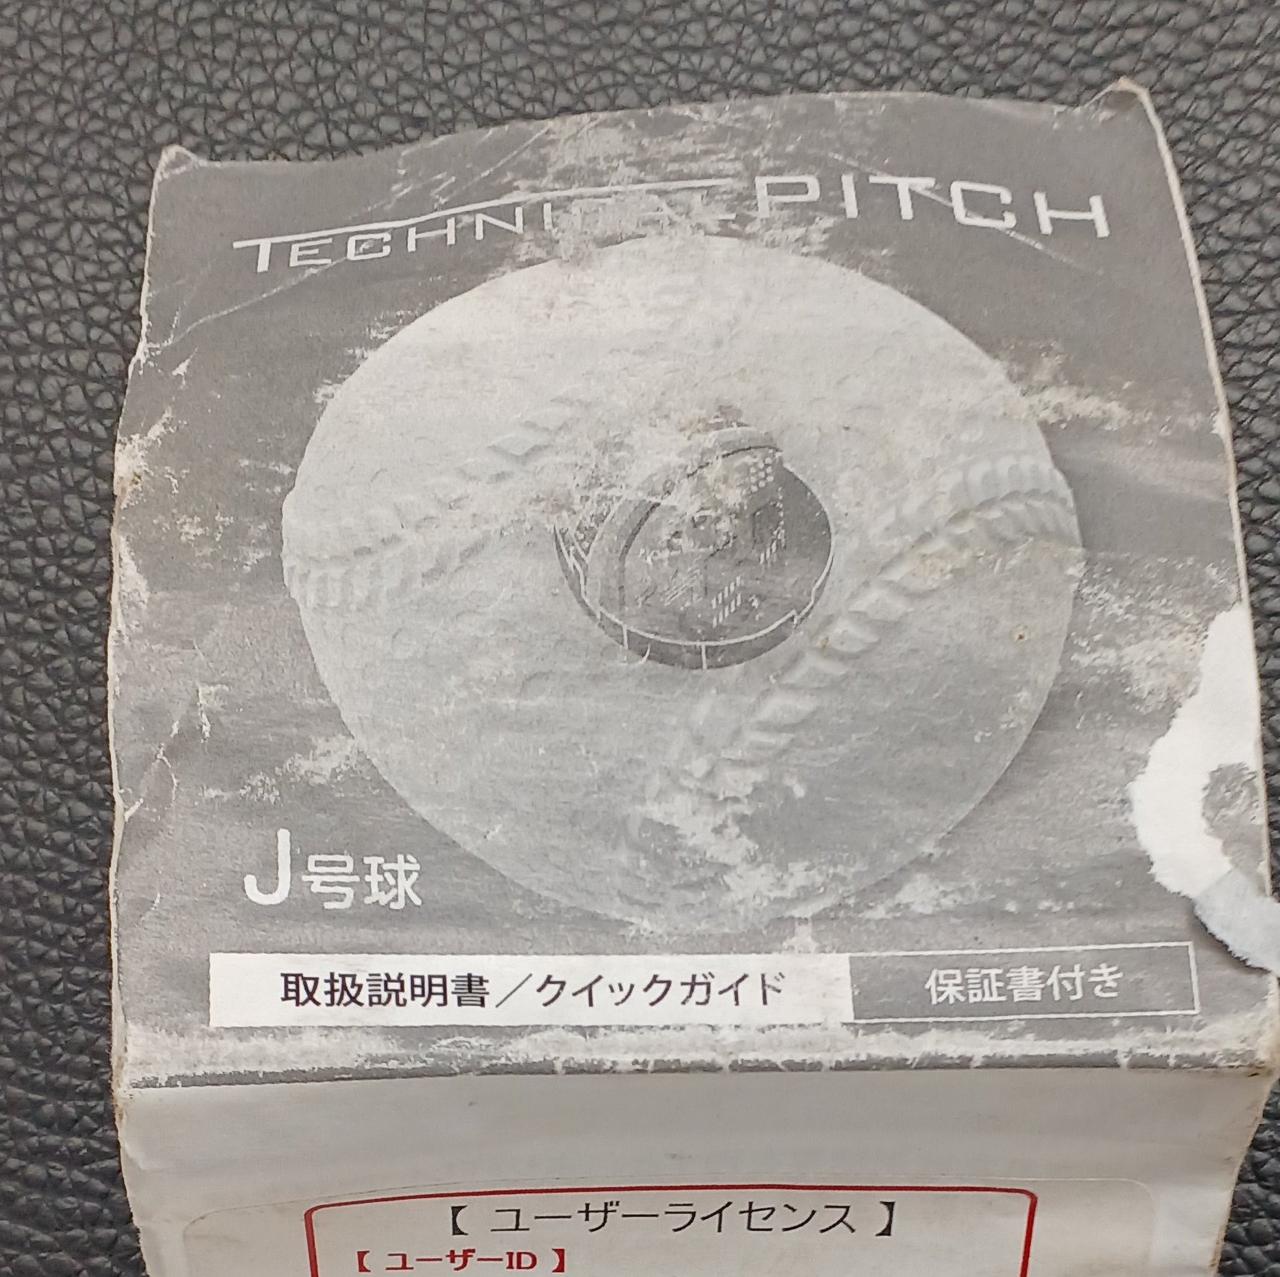 TECHNICAL PITCH
J号球
取扱説明書／クイックガイド 保証書付き
【 ユーザーライセンス 】
【 ユーザーID 】